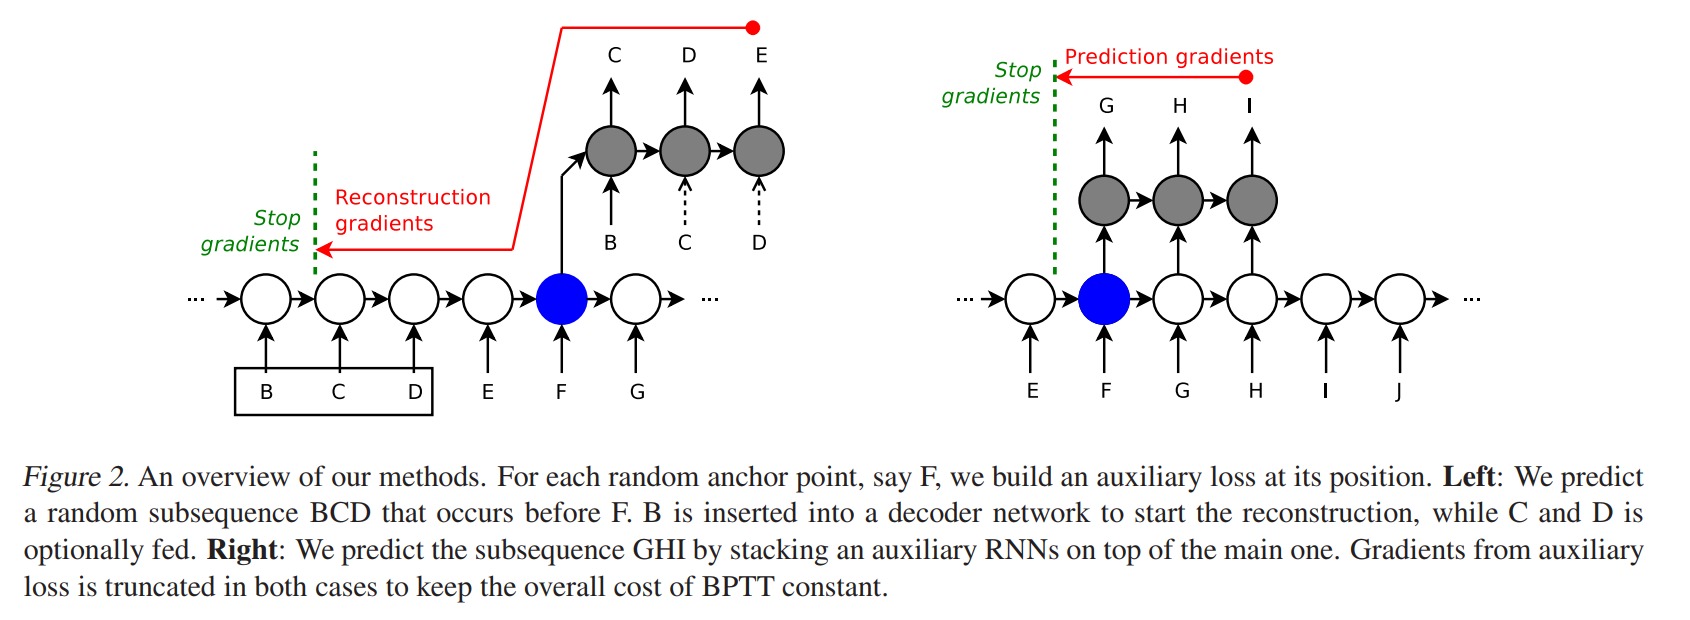 C D E
Reconstruction
gradients
Stop
gradients
B C D
... ...
B C D E F G
Prediction gradients
Stop
gradients
G H I
... ...
E F G H I J
Figure 2. An overview of our methods. For each random anchor point, say F, we build an auxiliary loss at its position. Left: We predict
a random subsequence BCD that occurs before F. B is inserted into a decoder network to start the reconstruction, while C and D is
optionally fed. Right: We predict the subsequence GHI by stacking an auxiliary RNNs on top of the main one. Gradients from auxiliary
loss is truncated in both cases to keep the overall cost of BPTT constant.